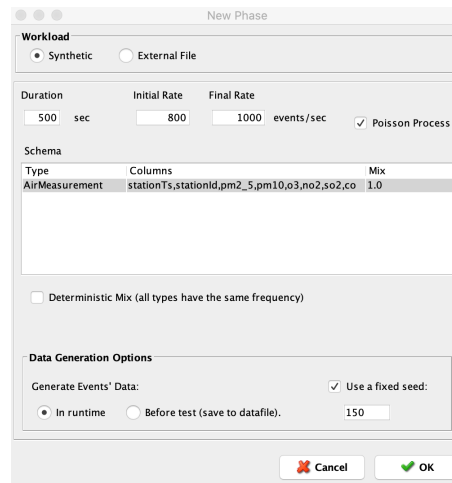 New Phase
Workload
Synthetic External File
Duration Initial Rate Final Rate
500 sec 800 1000 events/sec Poisson Process
Schema
Type Columns Mix
AirMeasurement stationTs,stationId,pm2_5,pm10,o3,no2,so2,co 1.0
Deterministic Mix (all types have the same frequency)
Data Generation Options
Generate Events' Data: Use a fixed seed:
In runtime Before test (save to datafile). 150
Cancel OK